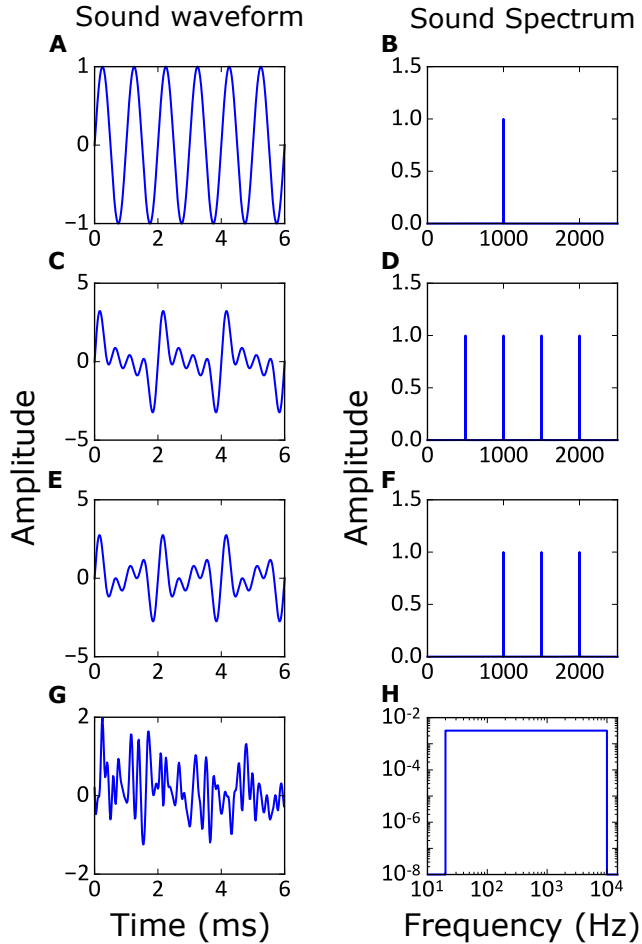 Sound waveform
Sound Spectrum
A
B
1
0
−1
0 2 4 6
1.5
1.0
0.5
0.0
0 1000 2000
C
D
5
0
−5
0 2 4 6
1.5
1.0
0.5
0.0
0 1000 2000
E
F
5
0
−5
0 2 4 6
1.5
1.0
0.5
0.0
0 1000 2000
G
H
2
0
−2
0 2 4 6
10⁻²
10⁻⁴
10⁻⁶
10⁻⁸
10¹ 10² 10³ 10⁴
Amplitude
Amplitude
Time (ms)
Frequency (Hz)